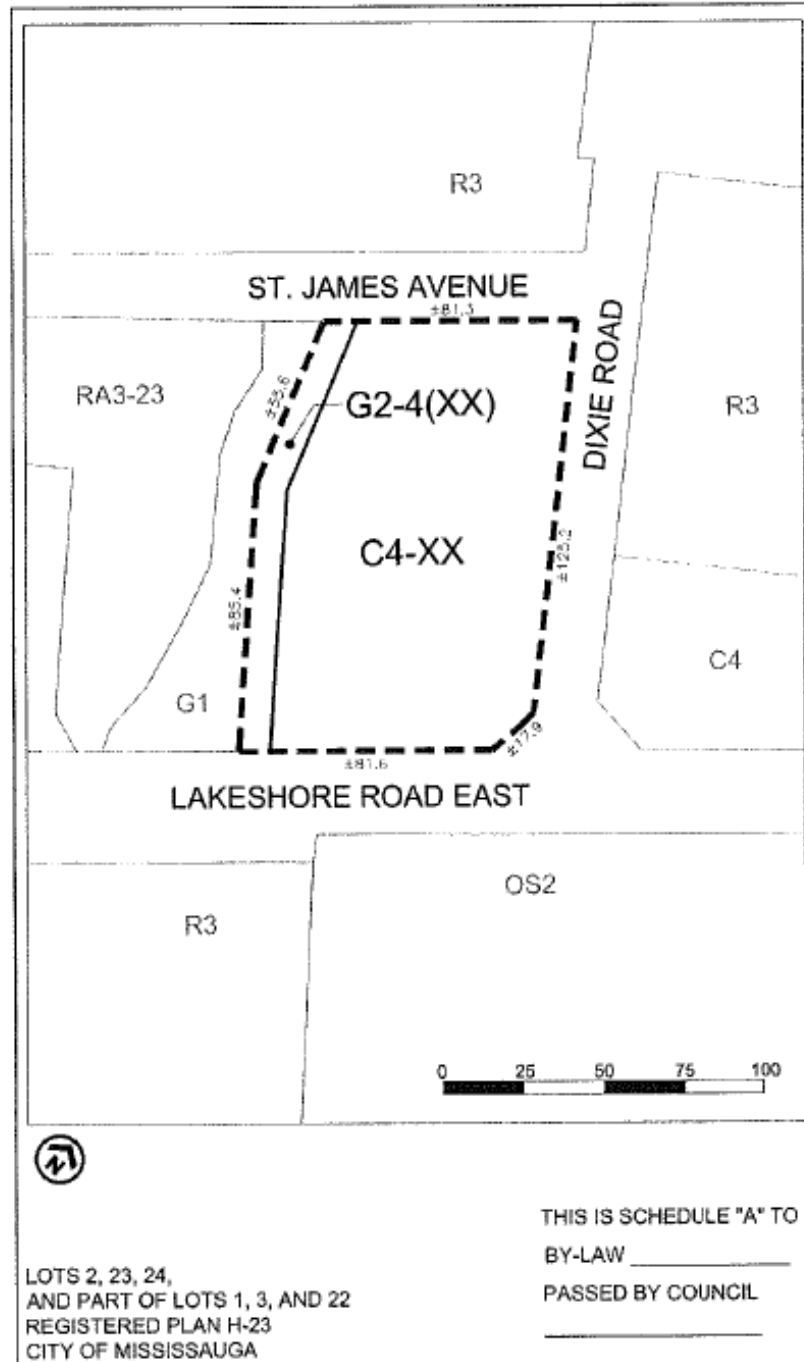 R3
ST. JAMES AVENUE
±81.3
RA3-23
±55.6
G2-4(XX)
DIXIE ROAD
R3
C4-XX
±125.2
±85.4
C4
G1
±17.9
±81.6
LAKESHORE ROAD EAST
OS2
R3
0 25 50 75 100
THIS IS SCHEDULE "A" TO
BY-LAW
PASSED BY COUNCIL
LOTS 2, 23, 24,
AND PART OF LOTS 1, 3, AND 22
REGISTERED PLAN H-23
CITY OF MISSISSAUGA